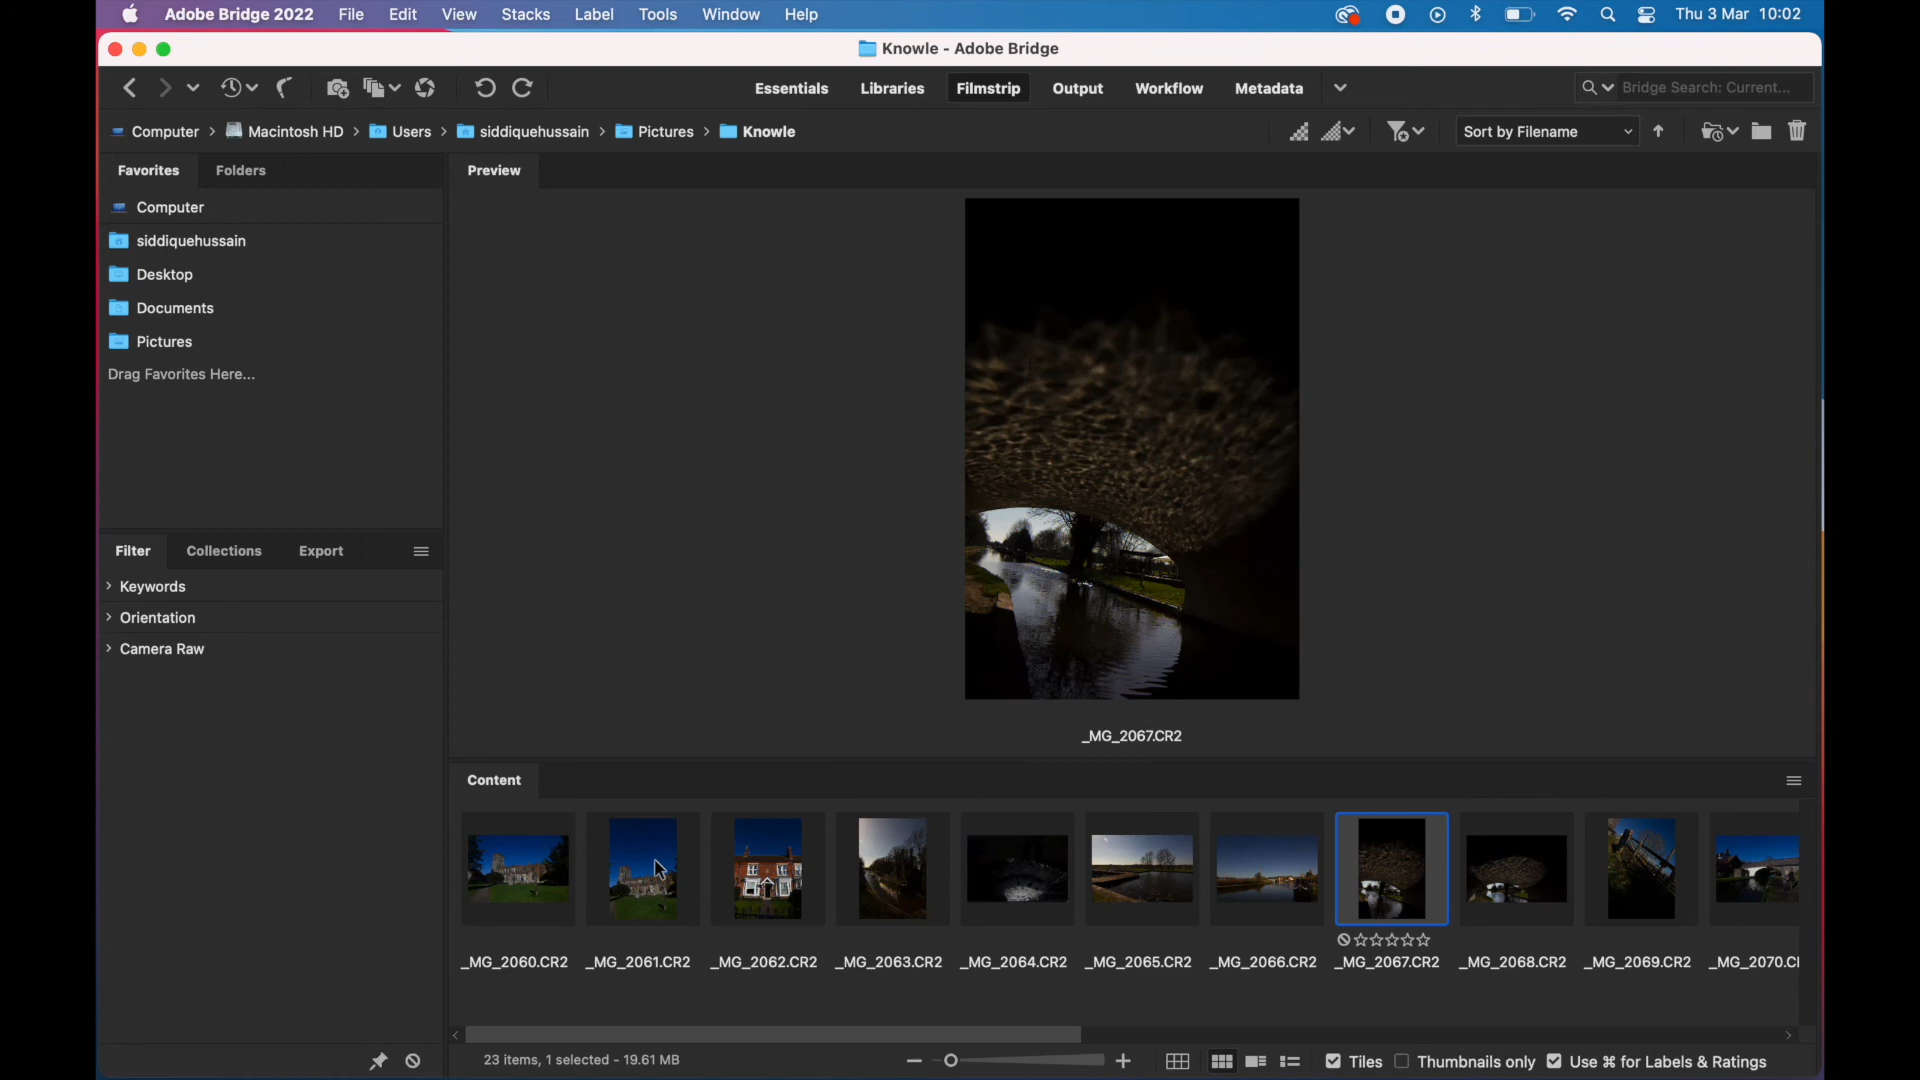 Adobe Bridge 2022 File Edit View Stacks Label Tools Window Help Thu 3 Mar 10:02
Knowle - Adobe Bridge
Essentials Libraries Filmstrip Output Workflow Metadata Bridge Search: Current...
Computer > Macintosh HD > Users > siddiquehussain > Pictures > Knowle Sort by Filename
Favorites Folders Preview
Computer
siddiquehussain
Desktop
Documents
Pictures
Drag Favorites Here...
Filter Collections Export
Keywords
Orientation
Camera Raw
_MG_2067.CR2
Content
_MG_2060.CR2 _MG_2061.CR2 _MG_2062.CR2 _MG_2063.CR2 _MG_2064.CR2 _MG_2065.CR2 _MG_2066.CR2 _MG_2067.CR2 _MG_2068.CR2 _MG_2069.CR2 _MG_2070.C
23 items, 1 selected - 19.61 MB Tiles Thumbnails only Use ⌘ for Labels & Ratings